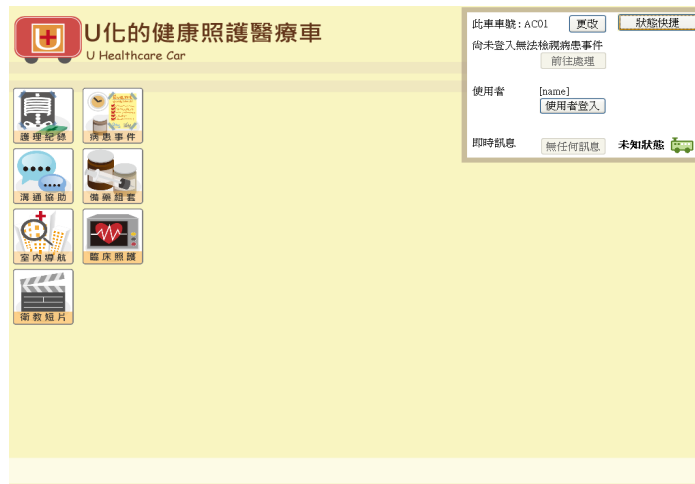 U化的健康照護醫療車
U Healthcare Car
此車車號：AC01 更改 狀態快捷
尚未登入無法檢視病患事件
前往處理
使用者 [name]
使用者登入
即時訊息 無任何訊息 未知狀態
護理紀錄 病患事件
溝通協助 備藥組套
室內導航 臨床照護
衛教短片